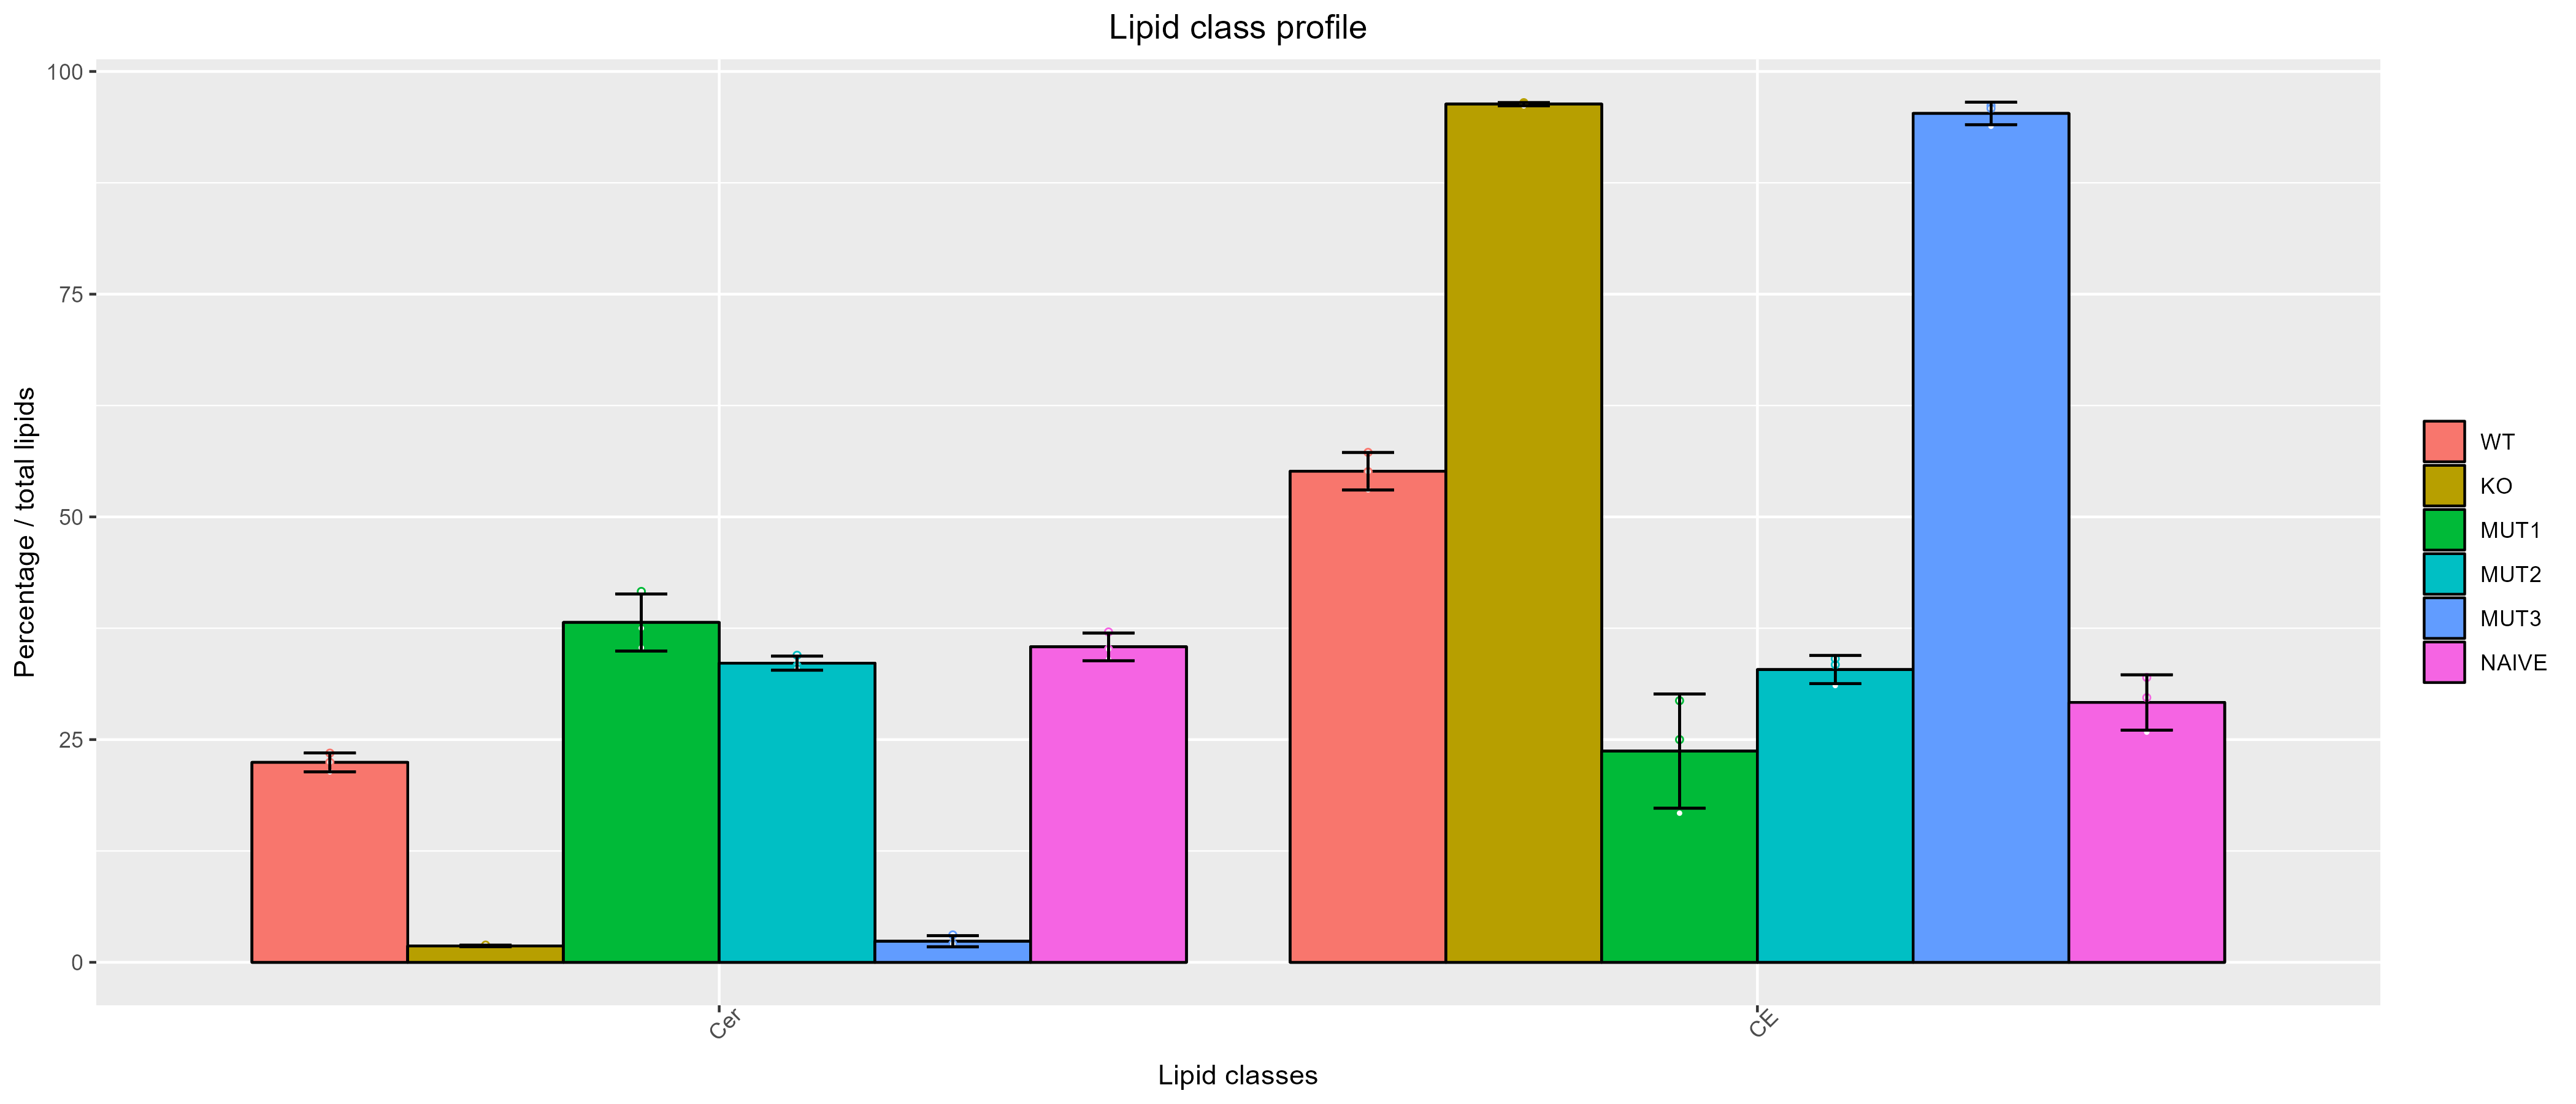 Lipid class profile
Percentage / total lipids
100
75
50
25
0
Cer
CE
Lipid classes
WT
KO
MUT1
MUT2
MUT3
NAIVE